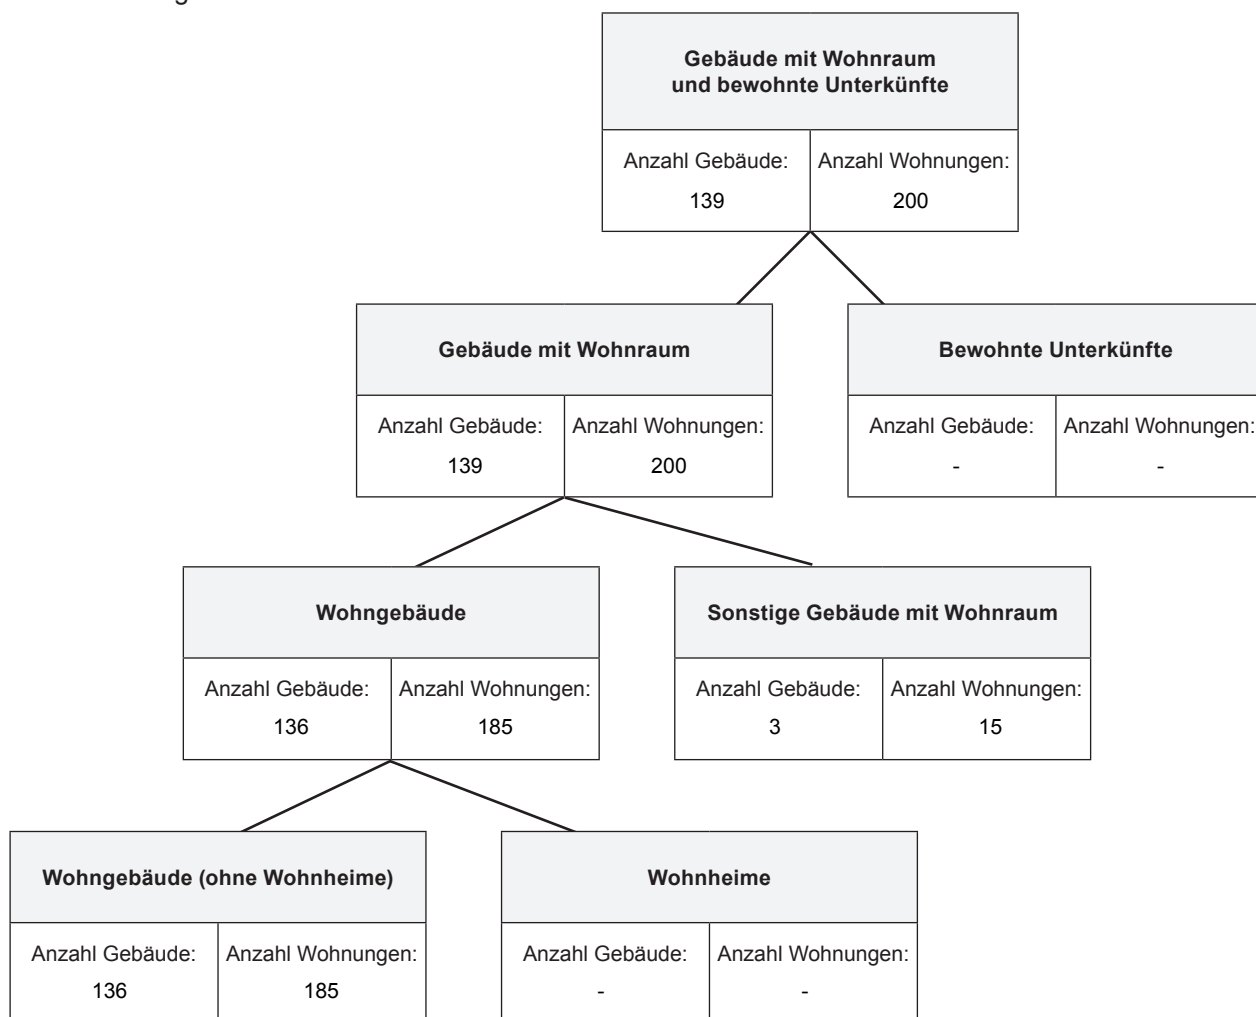 Gebäude mit Wohnraum
und bewohnte Unterkünfte
Anzahl Gebäude: Anzahl Wohnungen:
139 200
Gebäude mit Wohnraum
Anzahl Gebäude: Anzahl Wohnungen:
139 200
Bewohnte Unterkünfte
Anzahl Gebäude: Anzahl Wohnungen:
- -
Wohngebäude
Anzahl Gebäude: Anzahl Wohnungen:
136 185
Sonstige Gebäude mit Wohnraum
Anzahl Gebäude: Anzahl Wohnungen:
3 15
Wohngebäude (ohne Wohnheime)
Anzahl Gebäude: Anzahl Wohnungen:
136 185
Wohnheime
Anzahl Gebäude: Anzahl Wohnungen:
- -